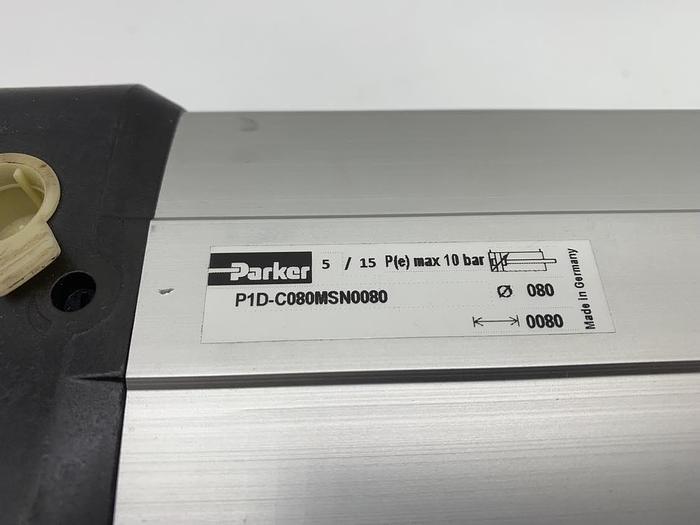 Parker 5 / 15 P(e) max 10 bar
P1D-C080MSN0080 Ø 080
0080
Made in Germany